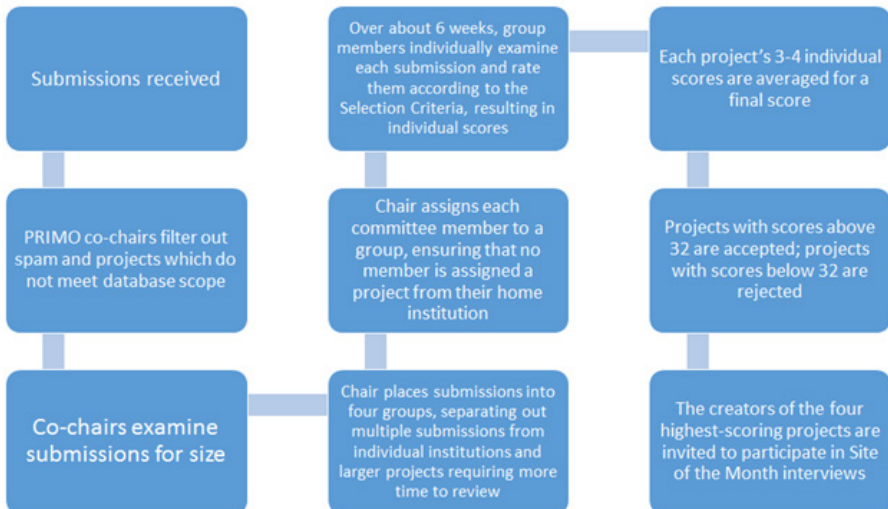 Submissions received
PRIMO co-chairs filter out
spam and projects which do
not meet database scope
Co-chairs examine
submissions for size
Chair places submissions into
four groups, separating out
multiple submissions from
individual institutions and
larger projects requiring more
time to review
Chair assigns each
committee member to a
group, ensuring that no
member is assigned a
project from their home
institution
Over about 6 weeks, group
members individually examine
each submission and rate
them according to the
Selection Criteria, resulting in
individual scores
Each project's 3-4 individual
scores are averaged for a
final score
Projects with scores above
32 are accepted; projects
with scores below 32 are
rejected
The creators of the four
highest-scoring projects are
invited to participate in Site
of the Month interviews